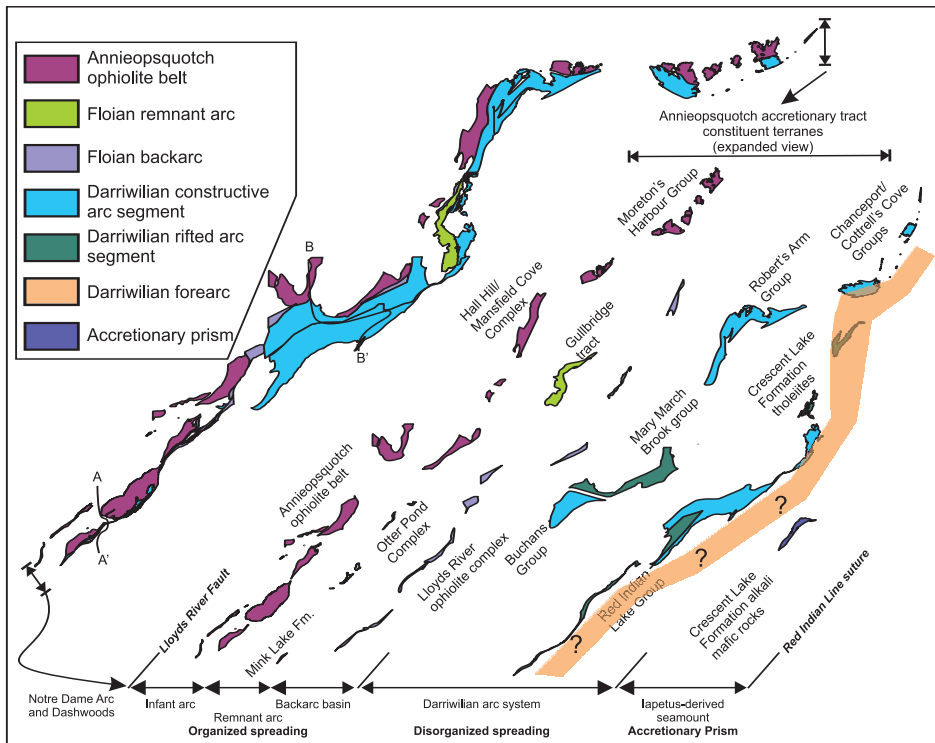 Annieopsquotch
ophiolite belt
Floian remnant arc
Floian backarc
Darriwilian constructive
arc segment
Darriwilian rifted arc
segment
Darriwilian forearc
Accretionary prism
Annieopsquotch accretionary tract
constituent terranes
(expanded view)
B
B'
A
A'
Moreton's
Harbour Group
Chanceport/
Cottrell's Cove
Groups
Hall Hill/
Mansfield Cove
Complex
Robert's Arm
Group
Gullbridge
tract
Crescent Lake
Formation
tholeiites
Mary March
Brook group
Annieopsquotch
ophiolite belt
Otter Pond
Complex
Lloyds River
ophiolite complex
Buchans
Group
Red Indian
Lake Group
?
?
?
Crescent Lake
Formation alkali
mafic rocks
Red Indian Line suture
Lloyds River Fault
Mink Lake Fm.
Notre Dame Arc
and Dashwoods
Infant arc
Remnant arc
Backarc basin
Organized spreading
Darriwilian arc system
Disorganized spreading
Iapetus-derived
seamount
Accretionary Prism